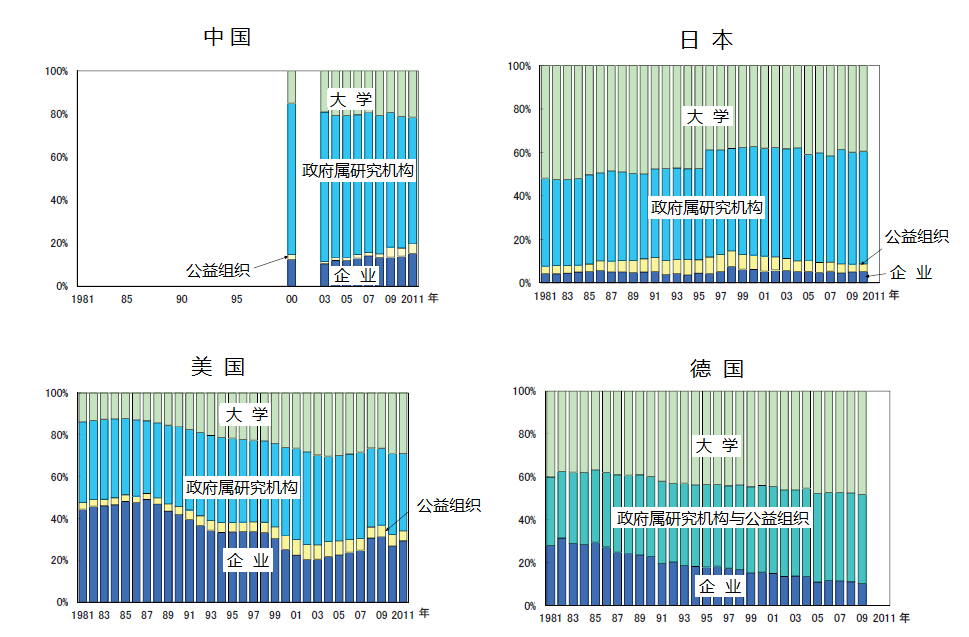 中国
100%
80%
60%
40%
20%
0%
大 学
政府属研究机构
公益组织
企 业
1981 85 90 95 00 03 05 07 09 2011 年
日 本
100%
80%
60%
40%
20%
0%
大 学
政府属研究机构
公益组织
企 业
1981 83 85 87 89 91 93 95 97 99 01 03 05 07 09 2011 年
美 国
100%
80%
60%
40%
20%
0%
大 学
政府属研究机构
公益组织
企 业
1981 83 85 87 89 91 93 95 97 99 01 03 05 07 09 2011 年
德 国
100%
80%
60%
40%
20%
0%
大 学
政府属研究机构与公益组织
企 业
1981 83 85 87 89 91 93 95 97 99 01 03 05 07 09 2011 年